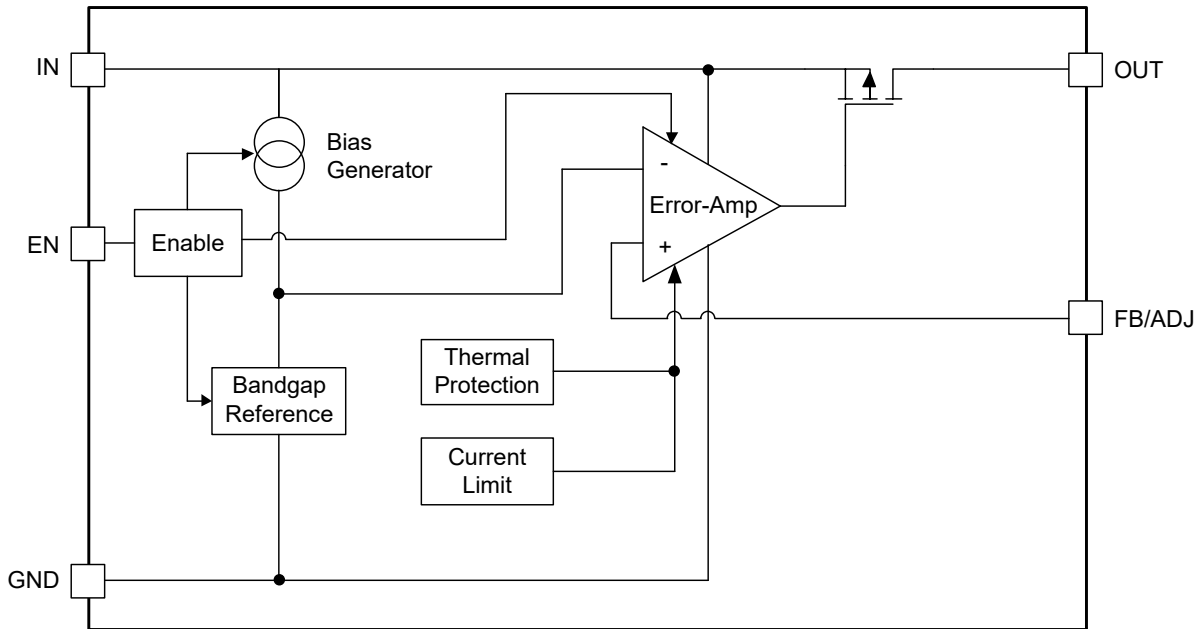 IN
OUT
Bias
Generator
-
Error-Amp
+
EN
Enable
FB/ADJ
Thermal
Protection
Bandgap
Reference
Current
Limit
GND